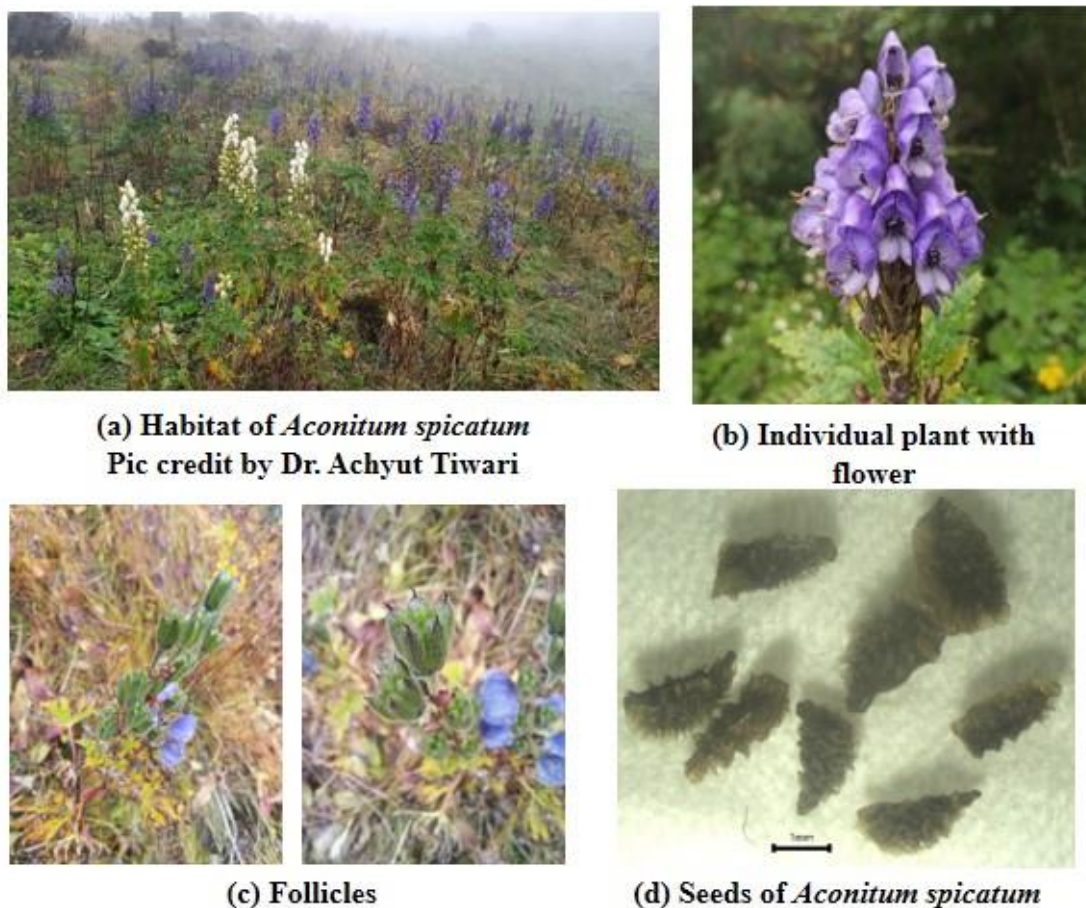 (a) Habitat of Aconitum spicatum
Pic credit by Dr. Achyut Tiwari
(b) Individual plant with
flower
(c) Follicles
1mm
(d) Seeds of Aconitum spicatum